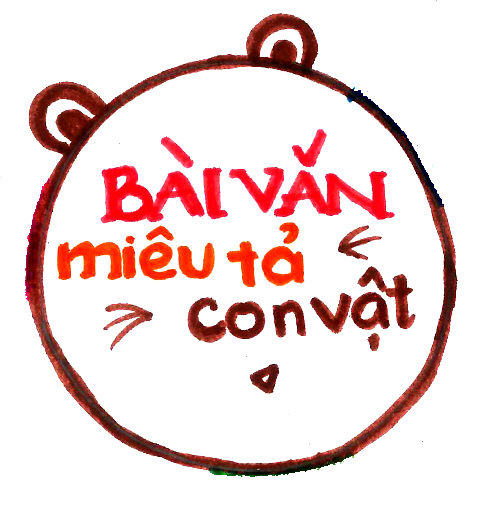 BÀI VĂN
miêu tả
con vật